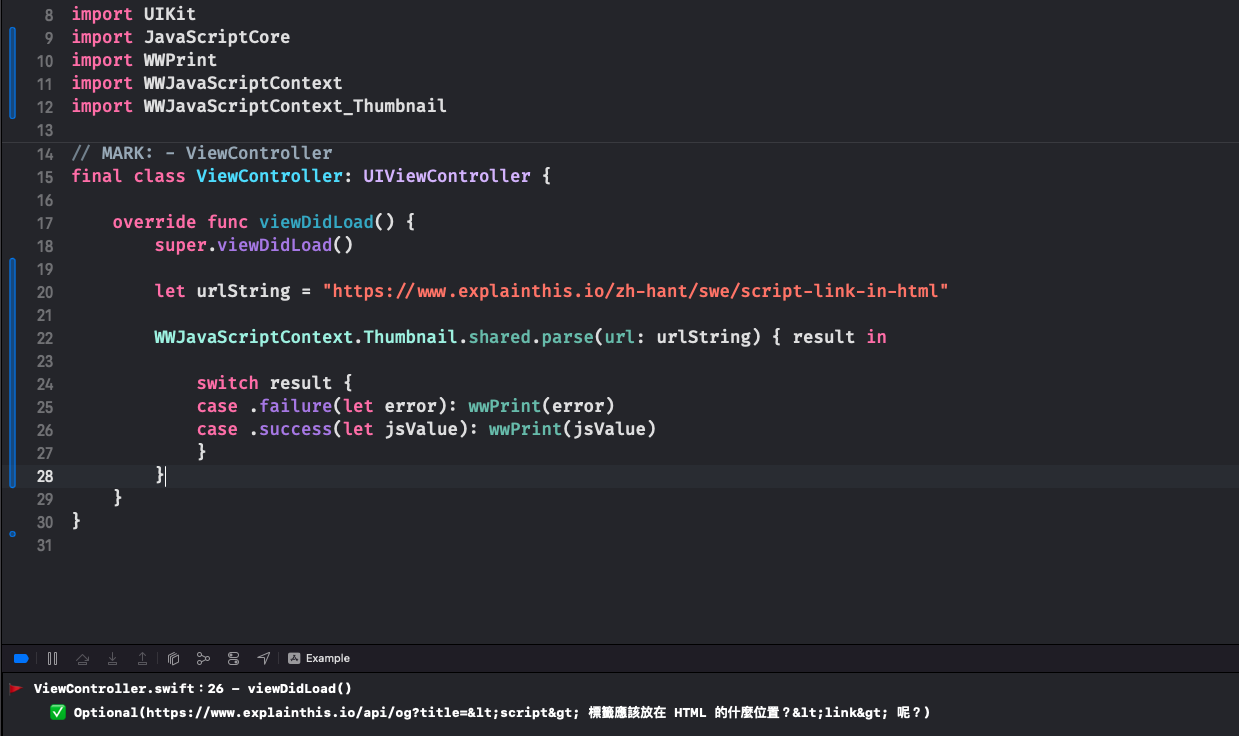 8 import UIKit
9 import JavaScriptCore
10 import WWPrint
11 import WWJavaScriptContext
12 import WWJavaScriptContext_Thumbnail
13
14 // MARK: - ViewController
15 final class ViewController: UIViewController {
16
17 override func viewDidLoad() {
18 super.viewDidLoad()
19
20 let urlString = "https://www.explainthis.io/zh-hant/swe/script-link-in-html"
21
22 WWJavaScriptContext.Thumbnail.shared.parse(url: urlString) { result in
23
24 switch result {
25 case .failure(let error): wwPrint(error)
26 case .success(let jsValue): wwPrint(jsValue)
27 }
28 }
29 }
30 }
31
Example
ViewController.swift：26 - viewDidLoad()
✅ Optional(https://www.explainthis.io/api/og?title=&lt;script&gt; 標籤應該放在 HTML 的什麼位置？&lt;link&gt; 呢？)